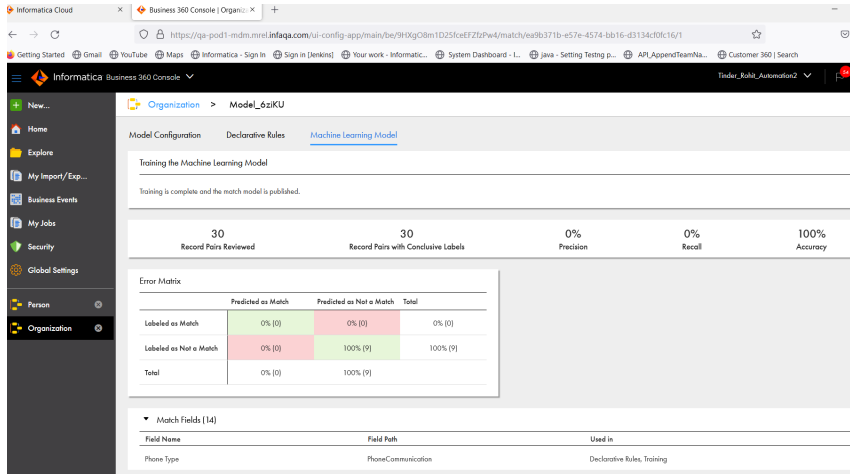 Informatica Cloud
Business 360 Console | Organiz
https://qa-pod1-mdm.mrel.infaqa.com/ui-config-app/main/be/9HXgO8m1D25fceEFZfzPw4/match/ea9b371b-e57e-4574-bb16-d3134cf0fc16/1
Getting Started Gmail YouTube Maps Informatica - Sign In Sign in [Jenkins] Your work - Informatic... System Dashboard - I... java - Setting Testng p... API_AppendTeamNa... Customer 360 | Search
Informatica Business 360 Console Tinder_Rohit_Automation2
New...
Home
Explore
My Import/Exp...
Business Events
My Jobs
Security
Global Settings
Person
Organization
Organization > Model_6ziKU
Model Configuration Declarative Rules Machine Learning Model
Training the Machine Learning Model
Training is complete and the match model is published.
30 30 0% 0% 100%
Record Pairs Reviewed Record Pairs with Conclusive Labels Precision Recall Accuracy
Error Matrix
Predicted as Match Predicted as Not a Match Total
Labeled as Match 0% (0) 0% (0) 0% (0)
Labeled as Not a Match 0% (0) 100% (9) 100% (9)
Total 0% (0) 100% (9)
Match Fields (14)
Field Name Field Path Used in
Phone Type PhoneCommunication Declarative Rules, Training